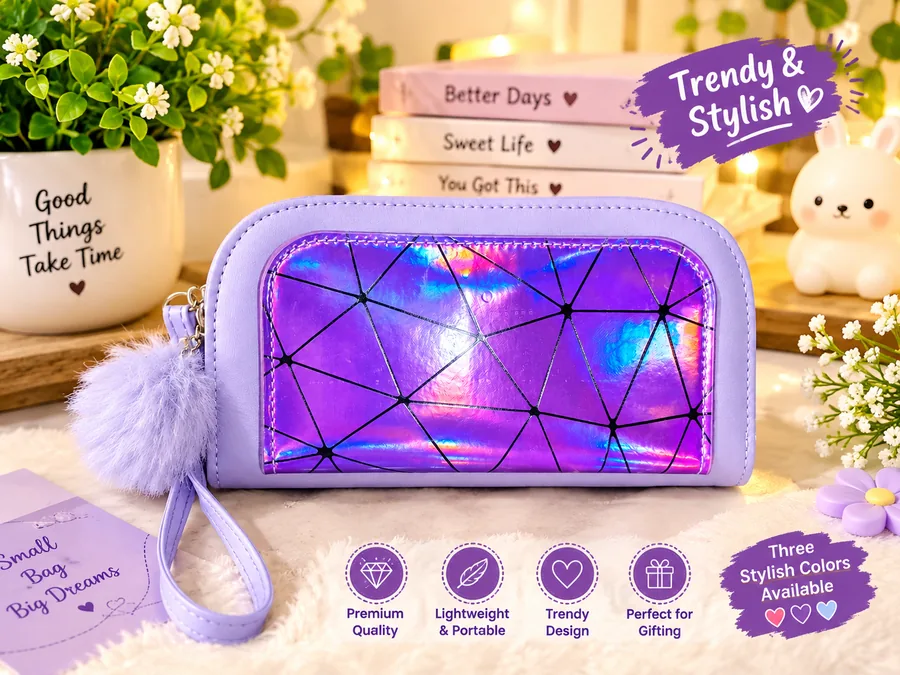 Good
Things
Take Time
Better Days
Sweet Life
You Got This
Trendy &
Stylish
Small
Bag
Big Dreams
Premium
Quality
Lightweight
& Portable
Trendy
Design
Perfect for
Gifting
Three
Stylish Colors
Available